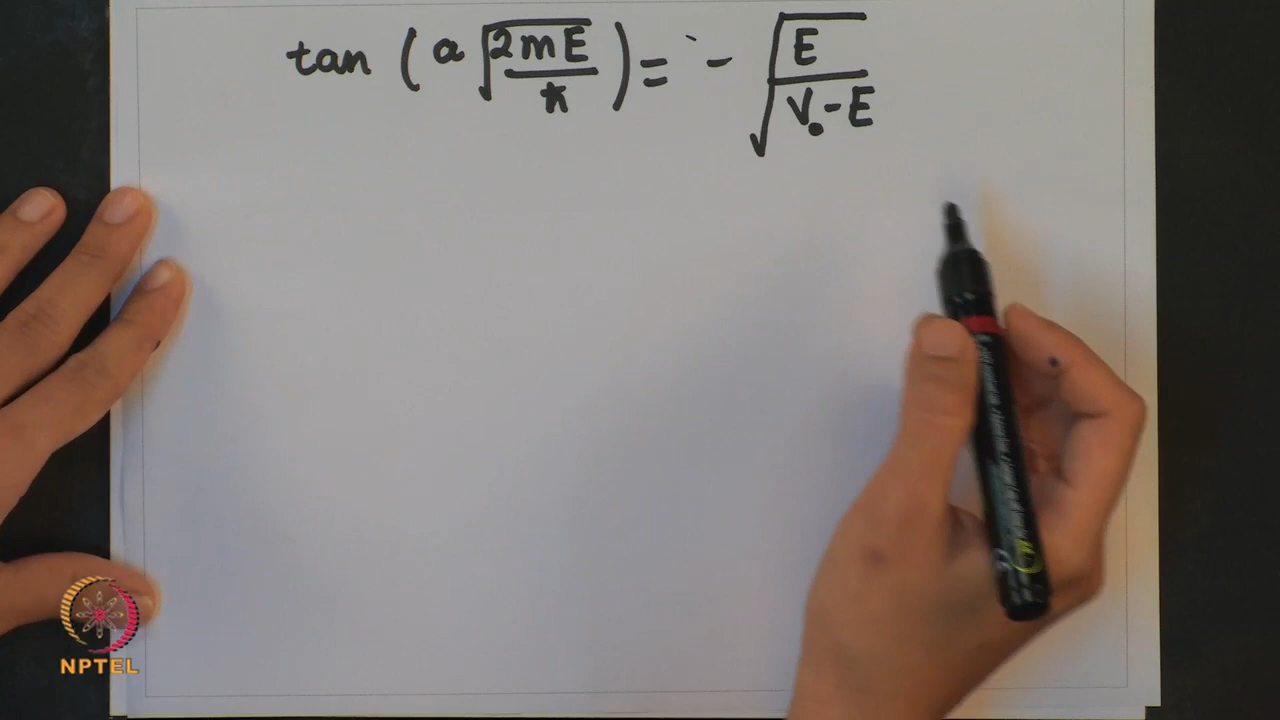 tan ( a √2mE / ħ ) = - √E / V₀-E
NPTEL